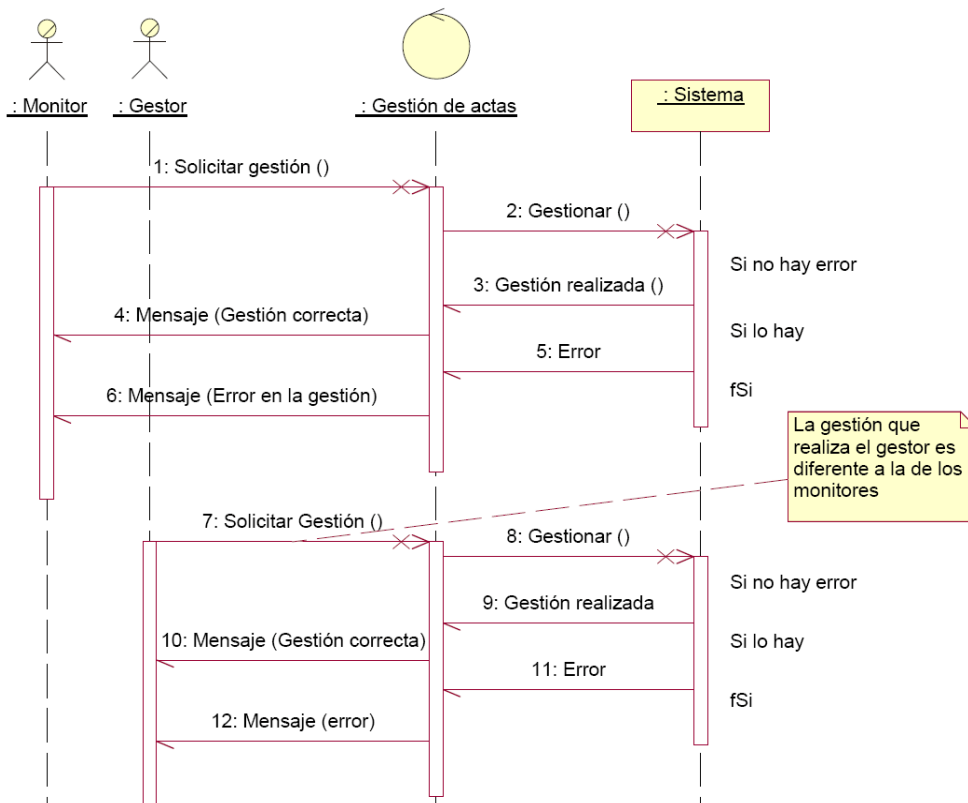 : Monitor
: Gestor
: Gestión de actas
: Sistema
1: Solicitar gestión ()
2: Gestionar ()
Si no hay error
3: Gestión realizada ()
4: Mensaje (Gestión correcta)
Si lo hay
5: Error
6: Mensaje (Error en la gestión)
fSi
La gestión que
realiza el gestor es
diferente a la de los
monitores
7: Solicitar Gestión ()
8: Gestionar ()
Si no hay error
9: Gestión realizada
10: Mensaje (Gestión correcta)
Si lo hay
11: Error
fSi
12: Mensaje (error)